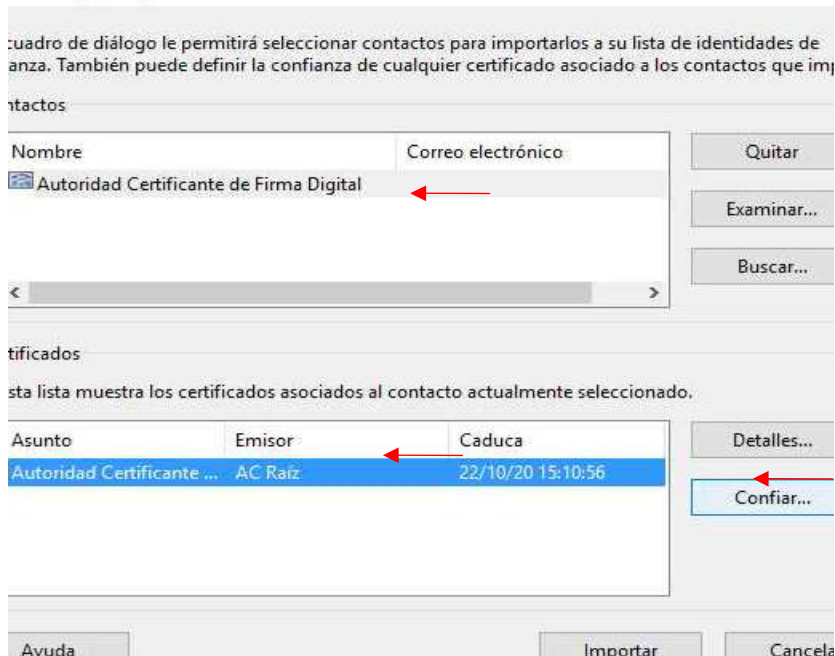 cuadro de diálogo le permitirá seleccionar contactos para importarlos a su lista de identidades de
anza. También puede definir la confianza de cualquier certificado asociado a los contactos que imp
ntactos
Nombre Correo electrónico Quitar
Autoridad Certificante de Firma Digital
Examinar...
Buscar...
tificados
sta lista muestra los certificados asociados al contacto actualmente seleccionado.
Asunto Emisor Caduca Detalles...
Autoridad Certificante ... AC Raíz 22/10/20 15:10:56
Confiar...
Ayuda Importar Cancela